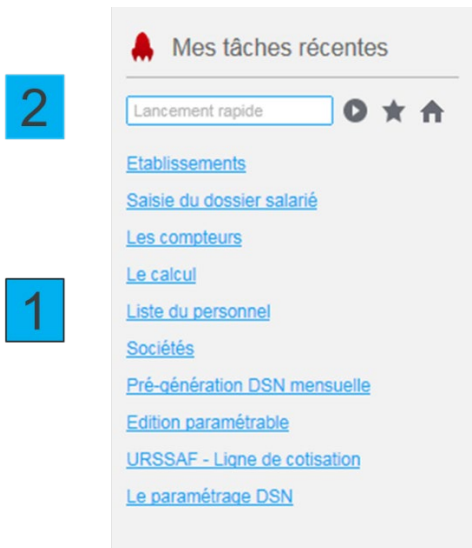 Mes tâches récentes
2
Lancement rapide
Etablissements
Saisie du dossier salarié
Les compteurs
Le calcul
1
Liste du personnel
Sociétés
Pré-génération DSN mensuelle
Edition paramétrable
URSSAF - Ligne de cotisation
Le paramétrage DSN